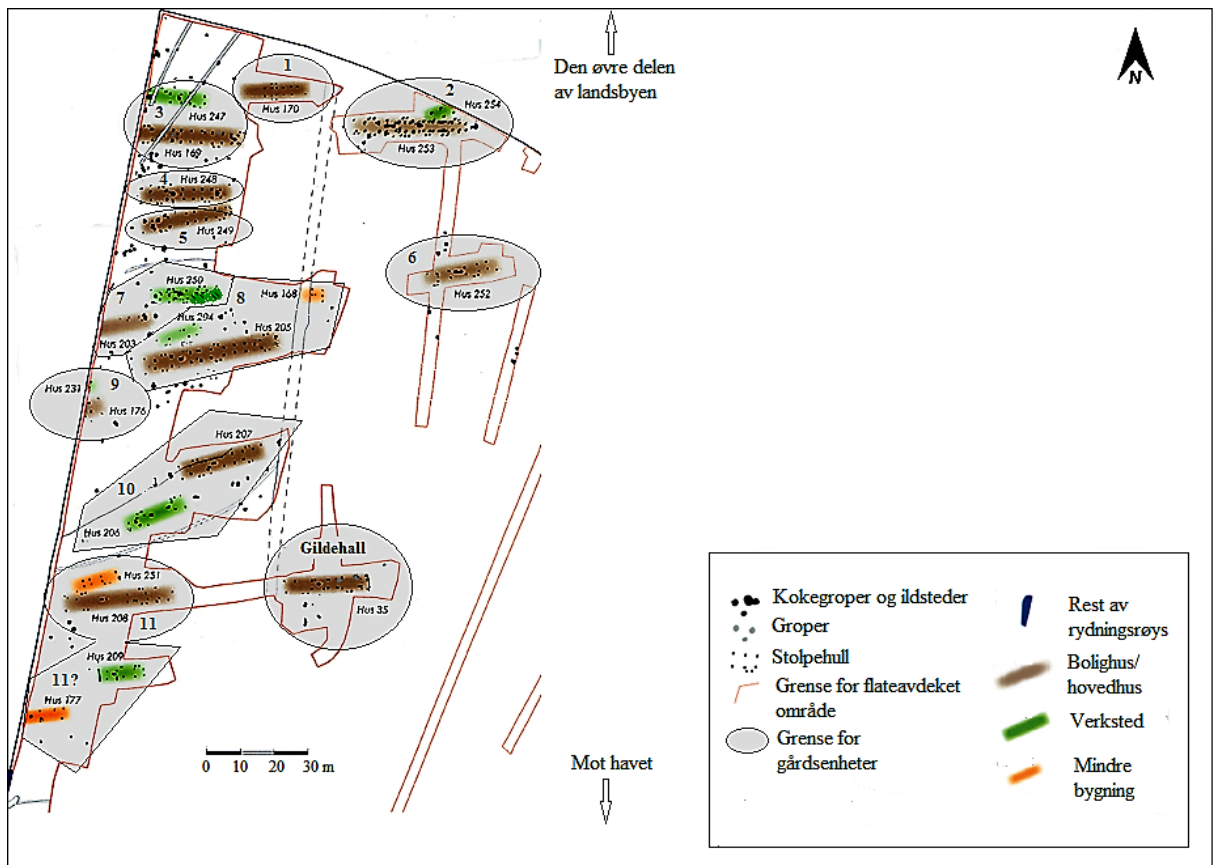 Den øvre delen
av landsbyen
N
1
Hus 170
2
Hus 254
Hus 253
3
Hus 247
Hus 169
4
Hus 248
5
Hus 249
6
Hus 252
7
Hus 250
8
Hus 168
Hus 204
Hus 205
Hus 203
Hus 231
9
Hus 176
Hus 207
10
Hus 206
Gildehall
Hus 35
Hus 251
Hus 208
11
Hus 209
11?
Hus 177
0 10 20 30 m
Mot havet
Kokegroper og ildsteder
Groper
Stolpehull
Grense for flateavdeket
område
Grense for
gårdsenheter
Rest av
rydningsrøys
Bolighus/
hovedhus
Verksted
Mindre
bygning